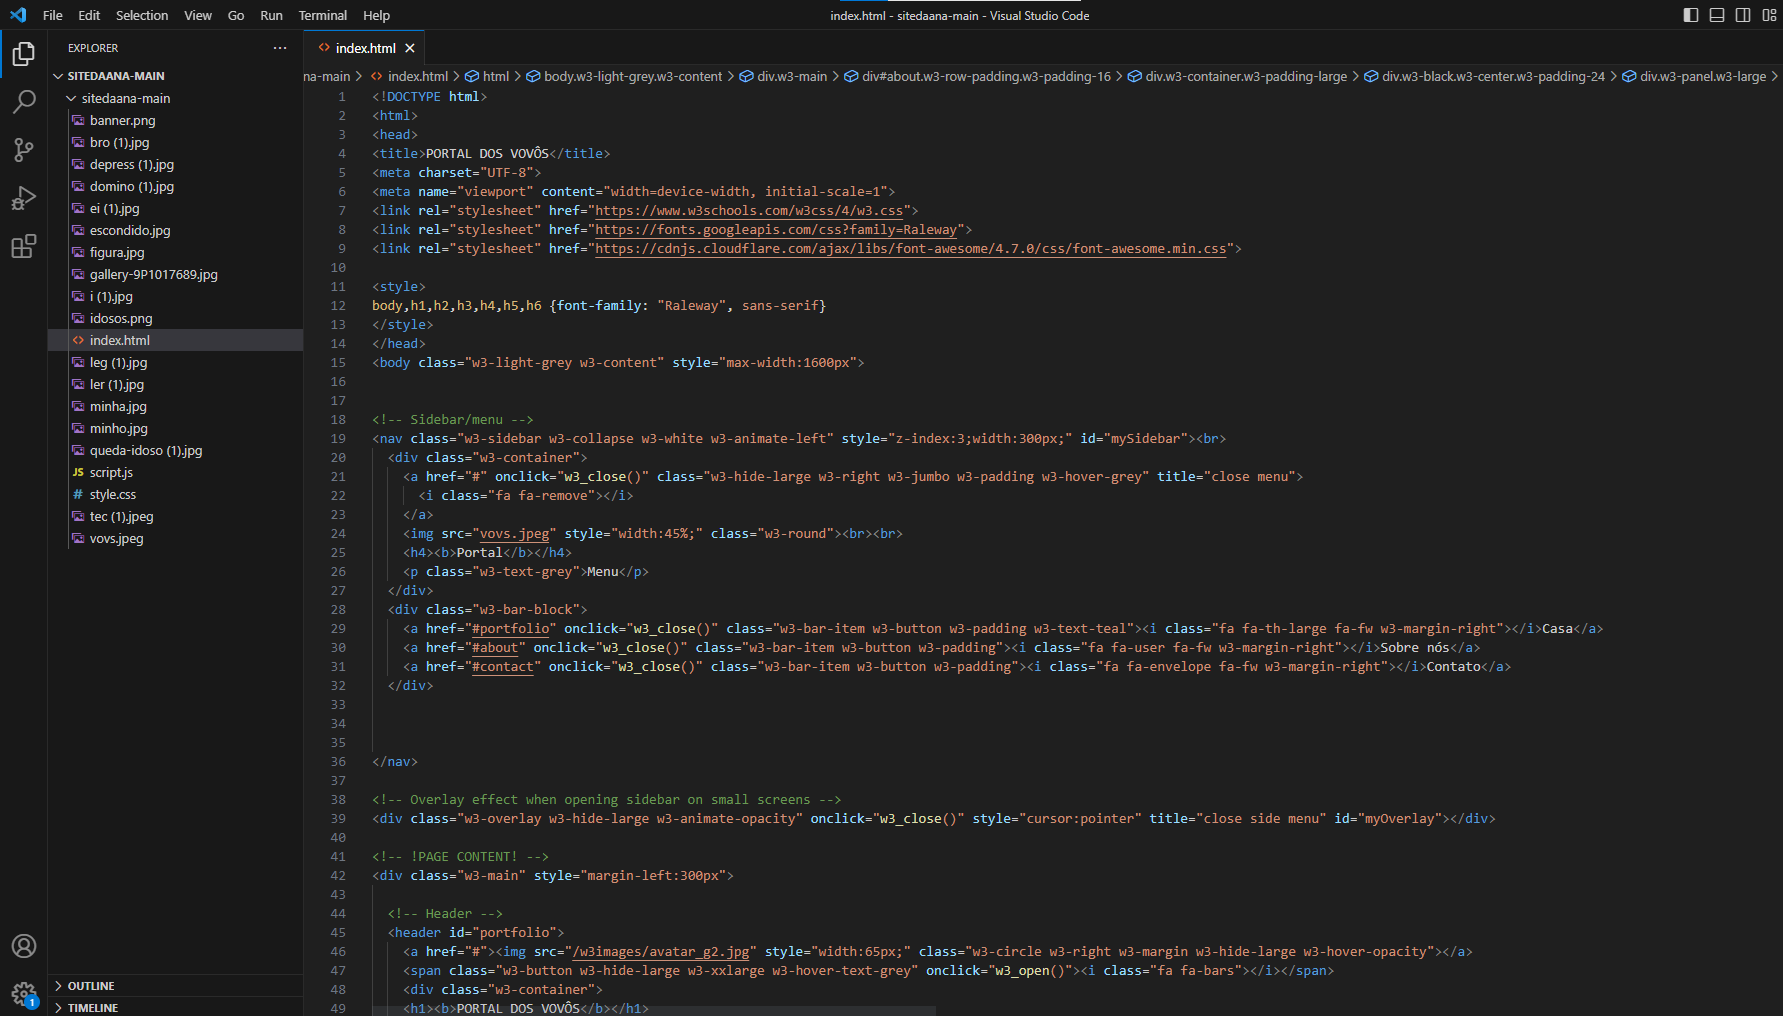 File Edit Selection View Go Run Terminal Help
index.html - sitedaana-main - Visual Studio Code
EXPLORER
SITEDAANA-MAIN
sitedaana-main
banner.png
bro (1).jpg
depress (1).jpg
domino (1).jpg
ei (1).jpg
escondido.jpg
figura.jpg
gallery-9P1017689.jpg
i (1).jpg
idosos.png
index.html
leg (1).jpg
ler (1).jpg
minha.jpg
minho.jpg
queda-idoso (1).jpg
JS script.js
# style.css
tec (1).jpeg
vovs.jpeg
OUTLINE
TIMELINE
1
index.html
na-main > index.html > html > body.w3-light-grey.w3-content > div.w3-main > div#about.w3-row-padding.w3-padding-16 > div.w3-container.w3-padding-large > div.w3-black.w3-center.w3-padding-24 > div.w3-panel.w3-large >
1 <!DOCTYPE html>
2 <html>
3 <head>
4 <title>PORTAL DOS VOVÔS</title>
5 <meta charset="UTF-8">
6 <meta name="viewport" content="width=device-width, initial-scale=1">
7 <link rel="stylesheet" href="https://www.w3schools.com/w3css/4/w3.css">
8 <link rel="stylesheet" href="https://fonts.googleapis.com/css?family=Raleway">
9 <link rel="stylesheet" href="https://cdnjs.cloudflare.com/ajax/libs/font-awesome/4.7.0/css/font-awesome.min.css">
10
11 <style>
12 body,h1,h2,h3,h4,h5,h6 {font-family: "Raleway", sans-serif}
13 </style>
14 </head>
15 <body class="w3-light-grey w3-content" style="max-width:1600px">
16
17
18 <!-- Sidebar/menu -->
19 <nav class="w3-sidebar w3-collapse w3-white w3-animate-left" style="z-index:3;width:300px;" id="mySidebar"><br>
20 <div class="w3-container">
21 <a href="#" onclick="w3_close()" class="w3-hide-large w3-right w3-jumbo w3-padding w3-hover-grey" title="close menu">
22 <i class="fa fa-remove"></i>
23 </a>
24 <img src="vovs.jpeg" style="width:45%;" class="w3-round"><br><br>
25 <h4><b>Portal</b></h4>
26 <p class="w3-text-grey">Menu</p>
27 </div>
28 <div class="w3-bar-block">
29 <a href="#portfolio" onclick="w3_close()" class="w3-bar-item w3-button w3-padding w3-text-teal"><i class="fa fa-th-large fa-fw w3-margin-right"></i>Casa</a>
30 <a href="#about" onclick="w3_close()" class="w3-bar-item w3-button w3-padding"><i class="fa fa-user fa-fw w3-margin-right"></i>Sobre nós</a>
31 <a href="#contact" onclick="w3_close()" class="w3-bar-item w3-button w3-padding"><i class="fa fa-envelope fa-fw w3-margin-right"></i>Contato</a>
32 </div>
33
34
35
36 </nav>
37
38 <!-- Overlay effect when opening sidebar on small screens -->
39 <div class="w3-overlay w3-hide-large w3-animate-opacity" onclick="w3_close()" style="cursor:pointer" title="close side menu" id="myOverlay"></div>
40
41 <!-- !PAGE CONTENT! -->
42 <div class="w3-main" style="margin-left:300px">
43
44 <!-- Header -->
45 <header id="portfolio">
46 <a href="#"><img src="/w3images/avatar_g2.jpg" style="width:65px;" class="w3-circle w3-right w3-margin w3-hide-large w3-hover-opacity"></a>
47 <span class="w3-button w3-hide-large w3-xxlarge w3-hover-text-grey" onclick="w3_open()"><i class="fa fa-bars"></i></span>
48 <div class="w3-container">
49 <h1><b>PORTAL DOS VOVÔS</b></h1>